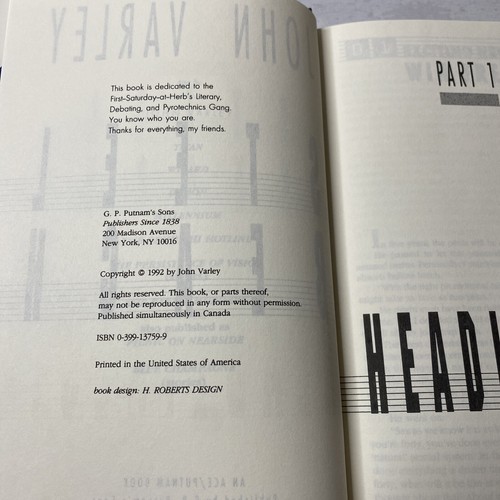 This book is dedicated to the
First-Saturday-at-Herb's Literary,
Debating, and Pyrotechnics Gang.
You know who you are.
Thanks for everything, my friends.
G. P. Putnam's Sons
Publishers Since 1838
200 Madison Avenue
New York, NY 10016
Copyright © 1992 by John Varley
All rights reserved. This book, or parts thereof,
may not be reproduced in any form without permission.
Published simultaneously in Canada
ISBN 0-399-13759-9
Printed in the United States of America
book design: H. ROBERTS DESIGN
PART 1
HEADL